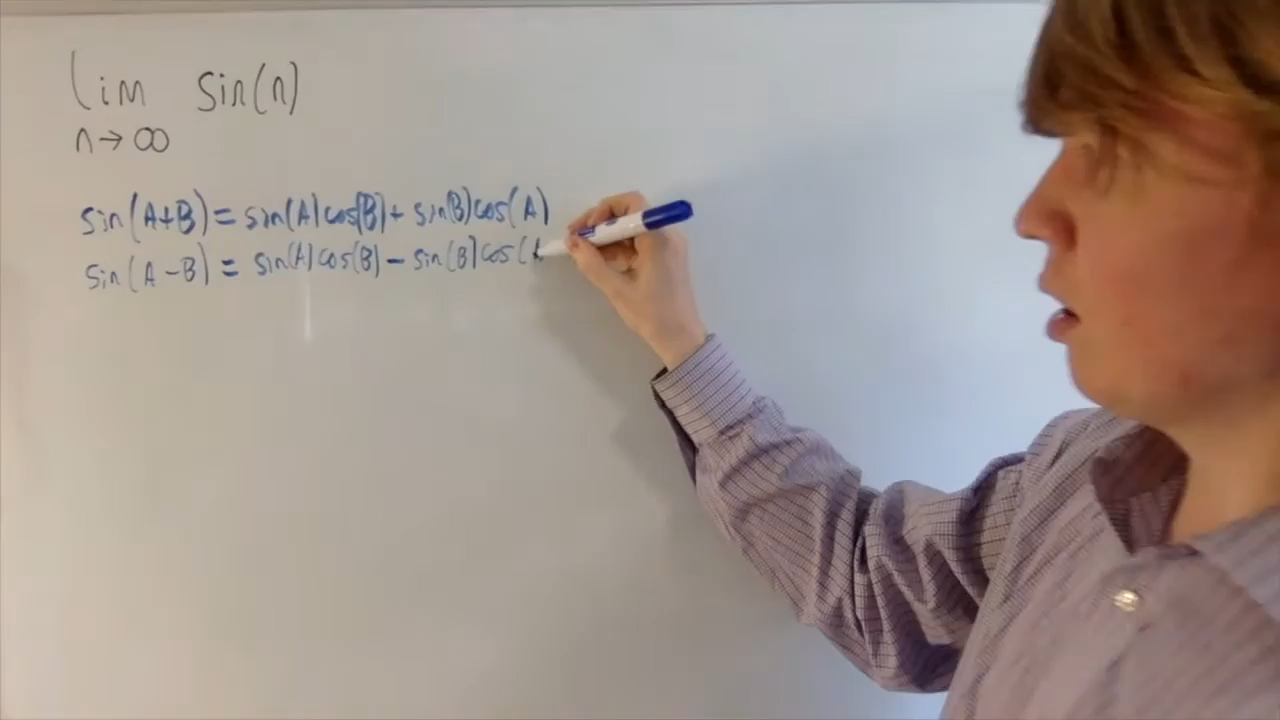 lim sin(n)
n→∞
sin(A+B) = sin(A)cos(B) + sin(B)cos(A)
sin(A-B) = sin(A)cos(B) - sin(B)cos(A